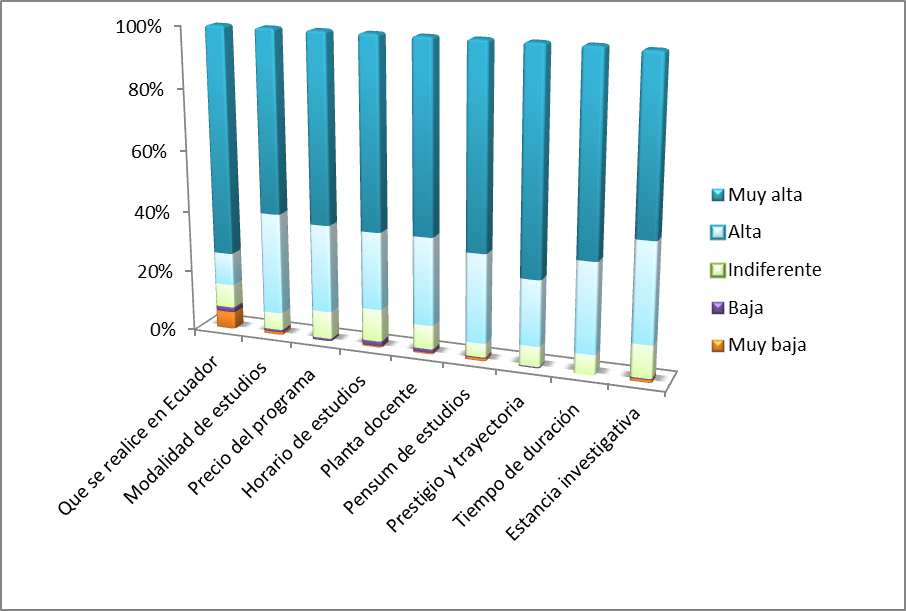 100%
80%
60%
40%
20%
0%
Que se realice en Ecuador
Modalidad de estudios
Precio del programa
Horario de estudios
Planta docente
Pensum de estudios
Prestigio y trayectoria
Tiempo de duración
Estancia investigativa
Muy alta
Alta
Indiferente
Baja
Muy baja